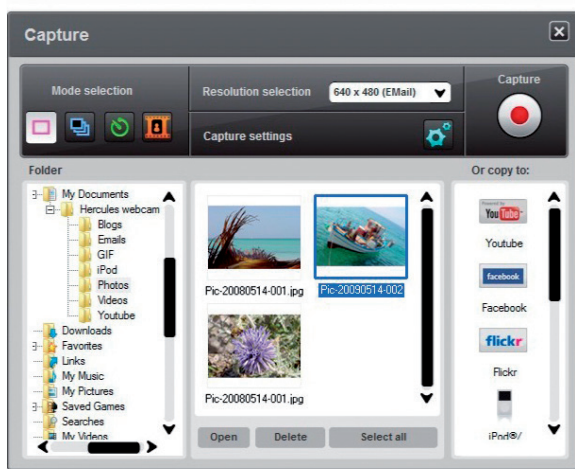 Capture
Mode selection
Resolution selection
640 x 480 (EMail)
Capture
Capture settings
Folder
Or copy to:
My Documents
Hercules webcam
Blogs
Emails
GIF
iPod
Photos
Videos
Youtube
Downloads
Favorites
Links
My Music
My Pictures
Saved Games
Searches
My Videos
Pic-20080514-001.jpg
Pic-20090514-002
Pic-20080514-001.jpg
Open
Delete
Select all
You Tube
Youtube
facebook
Facebook
flickr
Flickr
iPod®/